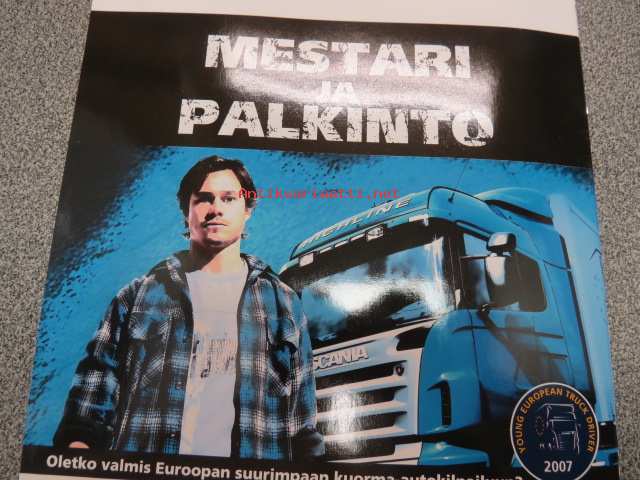 MESTARI
JA
PALKINTO
Antikvariaatti.net
HIGHLINE
SCANIA
YOUNG EUROPEAN TRUCK DRIVER
2007
Oletko valmis Euroopan suurimpaan kuorma-autokilpailuun?